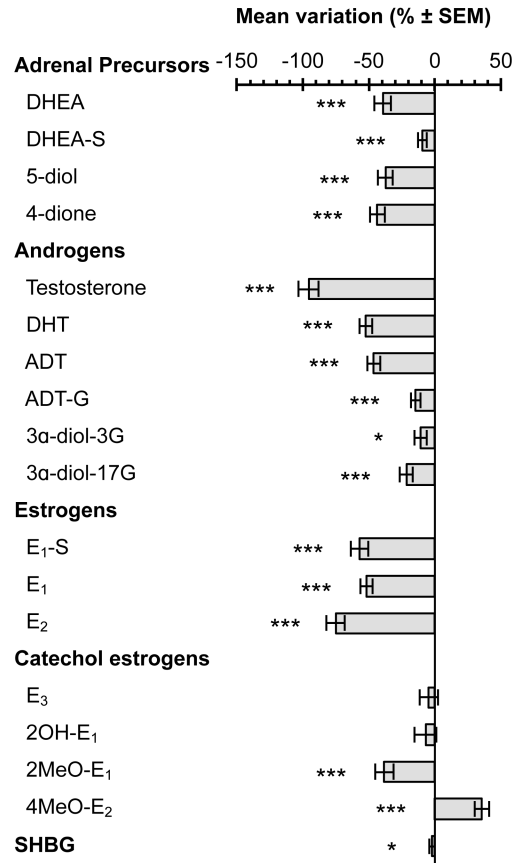 Mean variation (% ± SEM)
Adrenal Precursors -150 -100 -50 0 50
DHEA ***
DHEA-S ***
5-diol ***
4-dione ***
Androgens
Testosterone ***
DHT ***
ADT ***
ADT-G ***
3ɑ-diol-3G *
3ɑ-diol-17G ***
Estrogens
E₁-S ***
E₁ ***
E₂ ***
Catechol estrogens
E₃
2OH-E₁
2MeO-E₁ ***
4MeO-E₂ ***
SHBG *